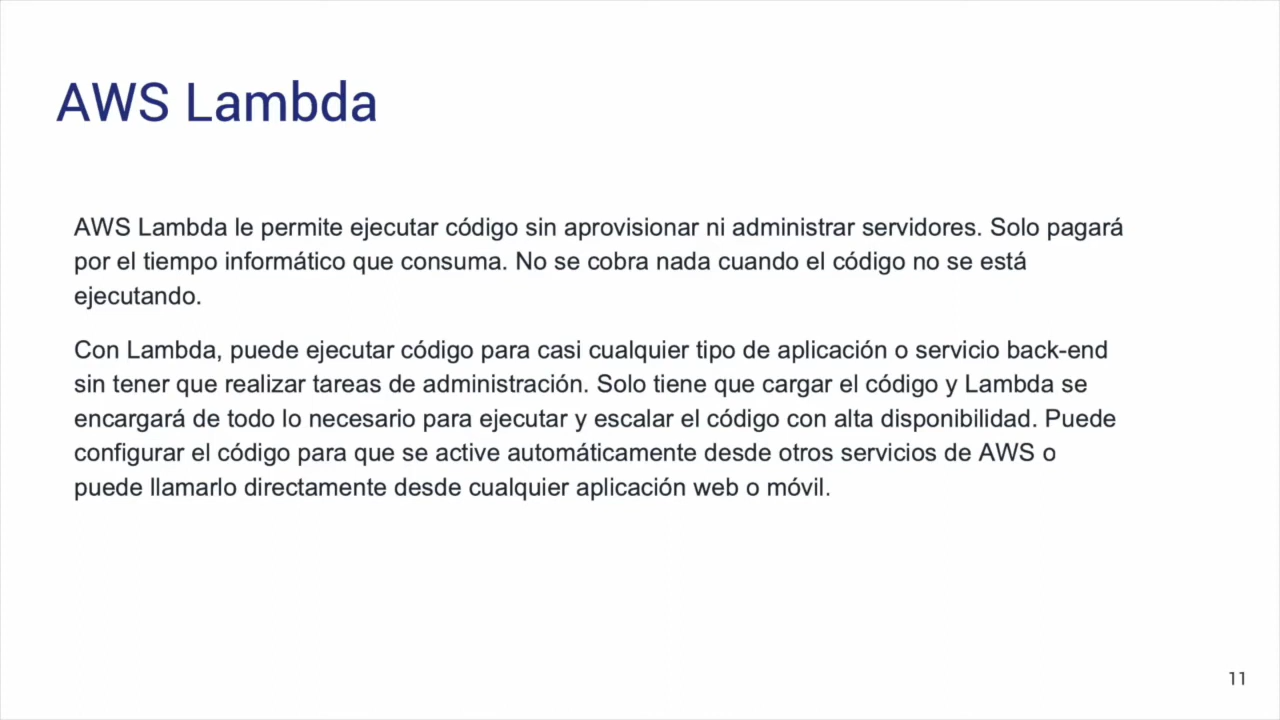 AWS Lambda
AWS Lambda le permite ejecutar código sin aprovisionar ni administrar servidores. Solo pagará
por el tiempo informático que consuma. No se cobra nada cuando el código no se está
ejecutando.
Con Lambda, puede ejecutar código para casi cualquier tipo de aplicación o servicio back-end
sin tener que realizar tareas de administración. Solo tiene que cargar el código y Lambda se
encargará de todo lo necesario para ejecutar y escalar el código con alta disponibilidad. Puede
configurar el código para que se active automáticamente desde otros servicios de AWS o
puede llamarlo directamente desde cualquier aplicación web o móvil.
11